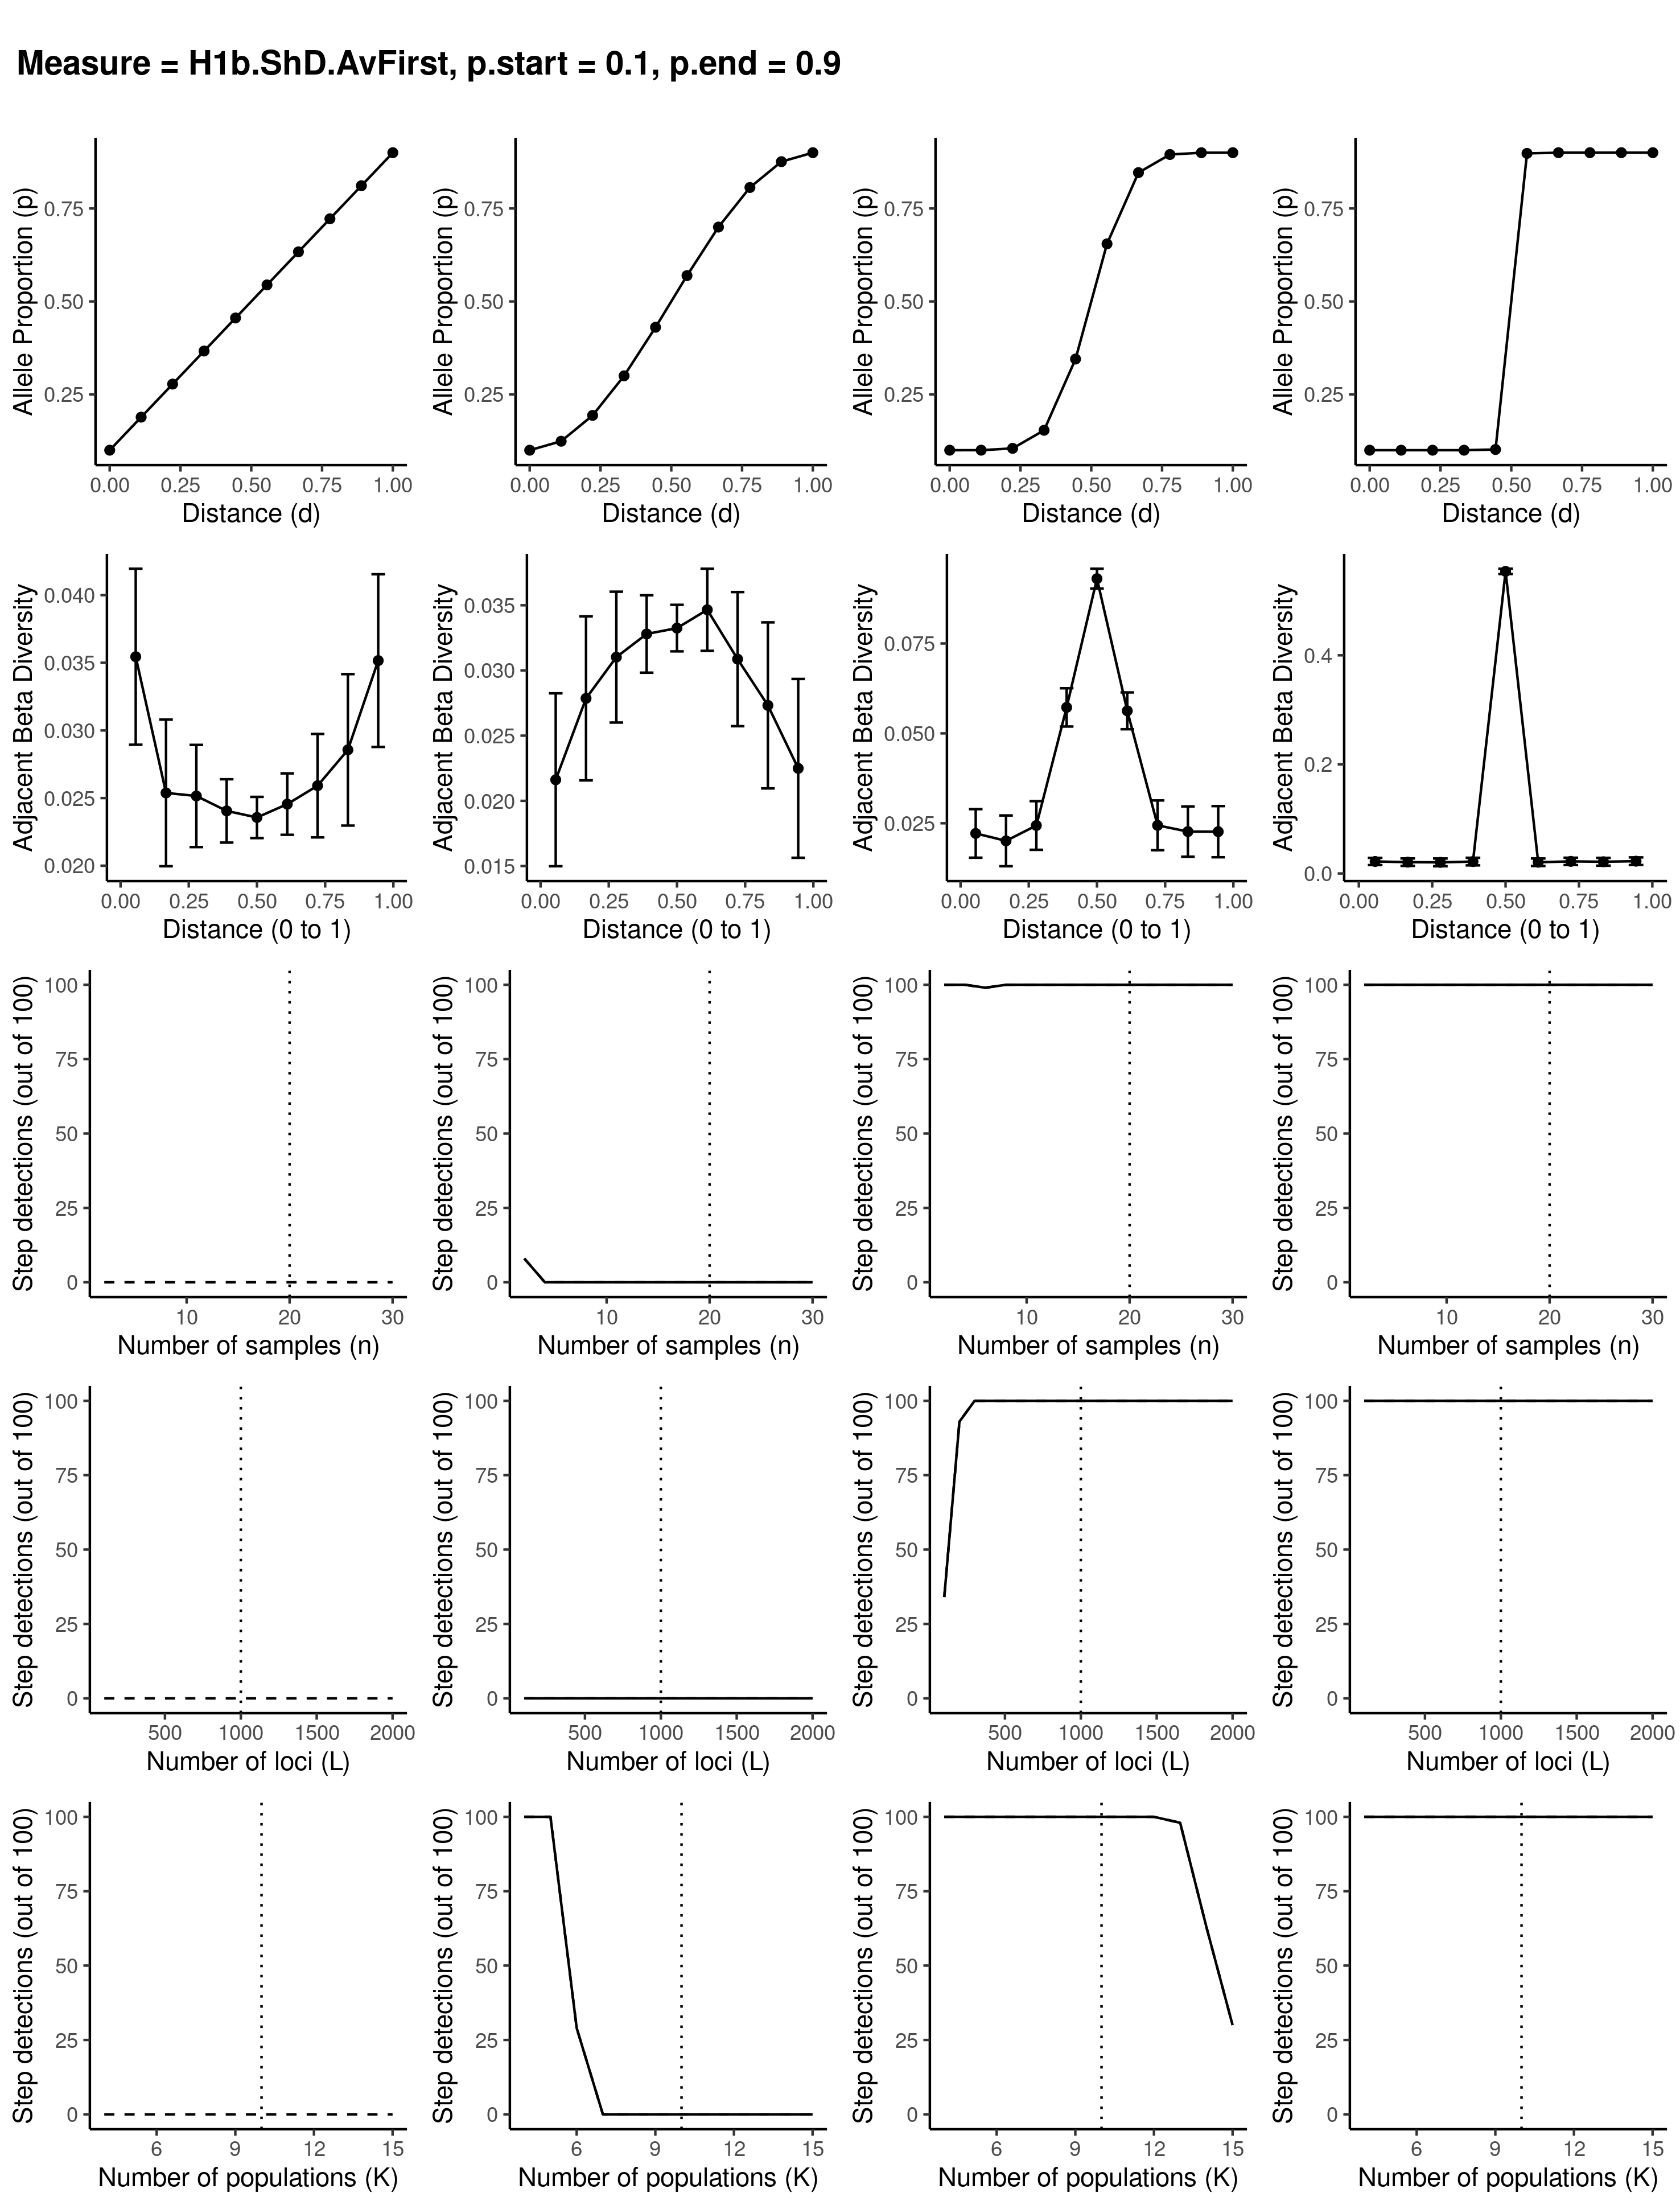 Measure = H1b.ShD.AvFirst, p.start = 0.1, p.end = 0.9
Allele Proportion (p)
0.75
0.50
0.25
0.00 0.25 0.50 0.75 1.00
Distance (d)
Allele Proportion (p)
0.75
0.50
0.25
0.00 0.25 0.50 0.75 1.00
Distance (d)
Allele Proportion (p)
0.75
0.50
0.25
0.00 0.25 0.50 0.75 1.00
Distance (d)
Allele Proportion (p)
0.75
0.50
0.25
0.00 0.25 0.50 0.75 1.00
Distance (d)
Adjacent Beta Diversity
0.040
0.035
0.030
0.025
0.020
0.00 0.25 0.50 0.75 1.00
Distance (0 to 1)
Adjacent Beta Diversity
0.035
0.030
0.025
0.020
0.015
0.00 0.25 0.50 0.75 1.00
Distance (0 to 1)
Adjacent Beta Diversity
0.075
0.050
0.025
0.00 0.25 0.50 0.75 1.00
Distance (0 to 1)
Adjacent Beta Diversity
0.4
0.2
0.0
0.00 0.25 0.50 0.75 1.00
Distance (0 to 1)
Step detections (out of 100)
100
75
50
25
0
10 20 30
Number of samples (n)
Step detections (out of 100)
100
75
50
25
0
10 20 30
Number of samples (n)
Step detections (out of 100)
100
75
50
25
0
10 20 30
Number of samples (n)
Step detections (out of 100)
100
75
50
25
0
10 20 30
Number of samples (n)
Step detections (out of 100)
100
75
50
25
0
500 1000 1500 2000
Number of loci (L)
Step detections (out of 100)
100
75
50
25
0
500 1000 1500 2000
Number of loci (L)
Step detections (out of 100)
100
75
50
25
0
500 1000 1500 2000
Number of loci (L)
Step detections (out of 100)
100
75
50
25
0
500 1000 1500 2000
Number of loci (L)
Step detections (out of 100)
100
75
50
25
0
6 9 12 15
Number of populations (K)
Step detections (out of 100)
100
75
50
25
0
6 9 12 15
Number of populations (K)
Step detections (out of 100)
100
75
50
25
0
6 9 12 15
Number of populations (K)
Step detections (out of 100)
100
75
50
25
0
6 9 12 15
Number of populations (K)